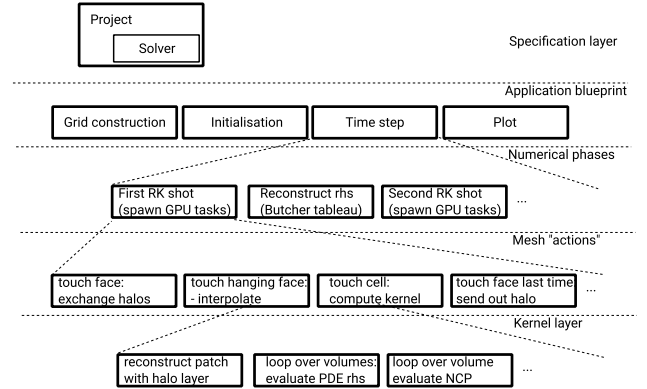 Project
Solver
Specification layer
Application blueprint
Grid construction
Initialisation
Time step
Plot
Numerical phases
First RK shot
(spawn GPU tasks)
Reconstruct rhs
(Butcher tableau)
Second RK shot
(spawn GPU tasks)
...
Mesh "actions"
touch face:
exchange halos
touch hanging face:
- interpolate
touch cell:
compute kernel
touch face last time:
send out halo
...
Kernel layer
reconstruct patch
with halo layer
loop over volumes:
evaluate PDE rhs
loop over volume
evaluate NCP
...